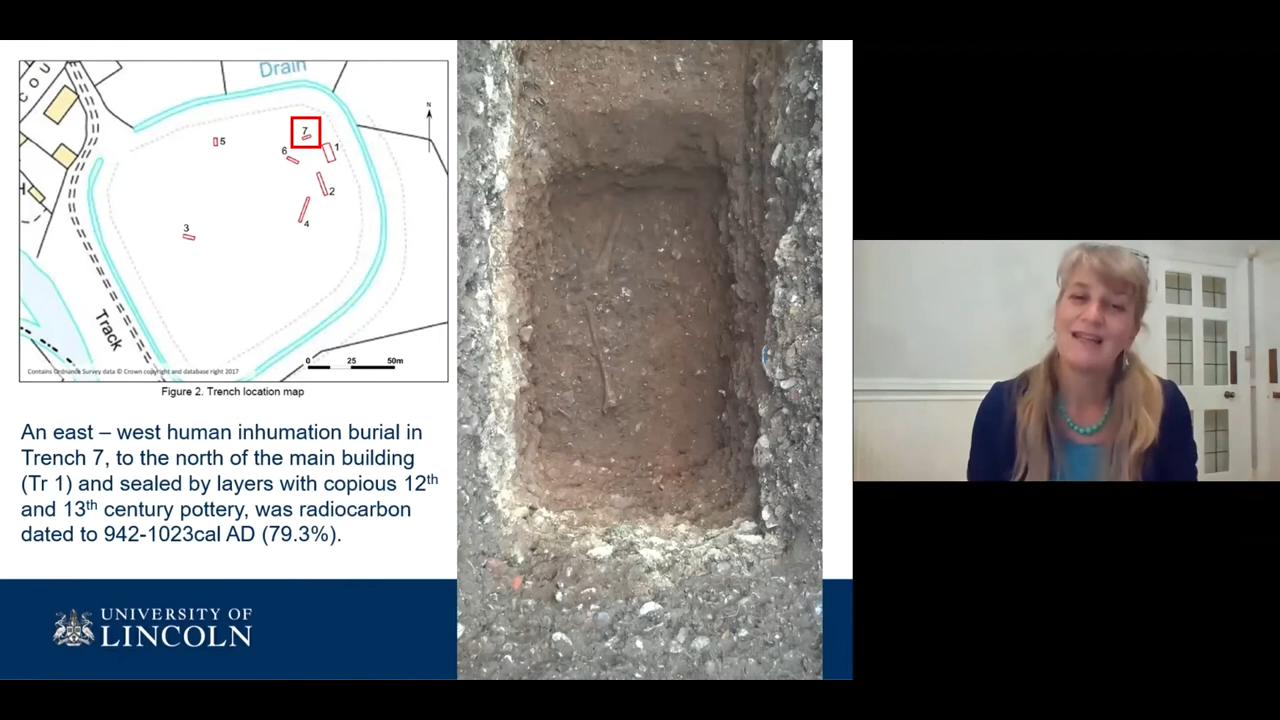 Drain
COU
7
5
6
1
2
4
3
N
H
Track
0 25 50m
Contains Ordnance Survey data © Crown copyright and database right 2017
Figure 2. Trench location map
An east – west human inhumation burial in
Trench 7, to the north of the main building
(Tr 1) and sealed by layers with copious 12th
and 13th century pottery, was radiocarbon
dated to 942-1023cal AD (79.3%).
UNIVERSITY OF
LINCOLN